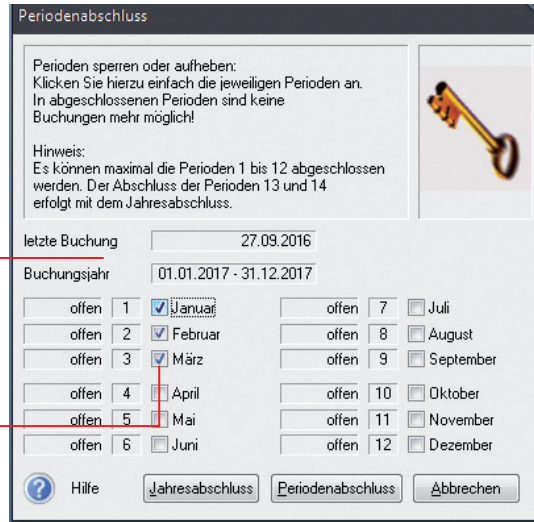 Periodenabschluss
Perioden sperren oder aufheben:
Klicken Sie hierzu einfach die jeweiligen Perioden an.
In abgeschlossenen Perioden sind keine
Buchungen mehr möglich!
Hinweis:
Es können maximal die Perioden 1 bis 12 abgeschlossen
werden. Der Abschluss der Perioden 13 und 14
erfolgt mit dem Jahresabschluss.
letzte Buchung 27.09.2016
Buchungsjahr 01.01.2017 - 31.12.2017
offen 1 Januar offen 7 Juli
offen 2 Februar offen 8 August
offen 3 März offen 9 September
offen 4 April offen 10 Oktober
offen 5 Mai offen 11 November
offen 6 Juni offen 12 Dezember
Hilfe Jahresabschluss Periodenabschluss Abbrechen